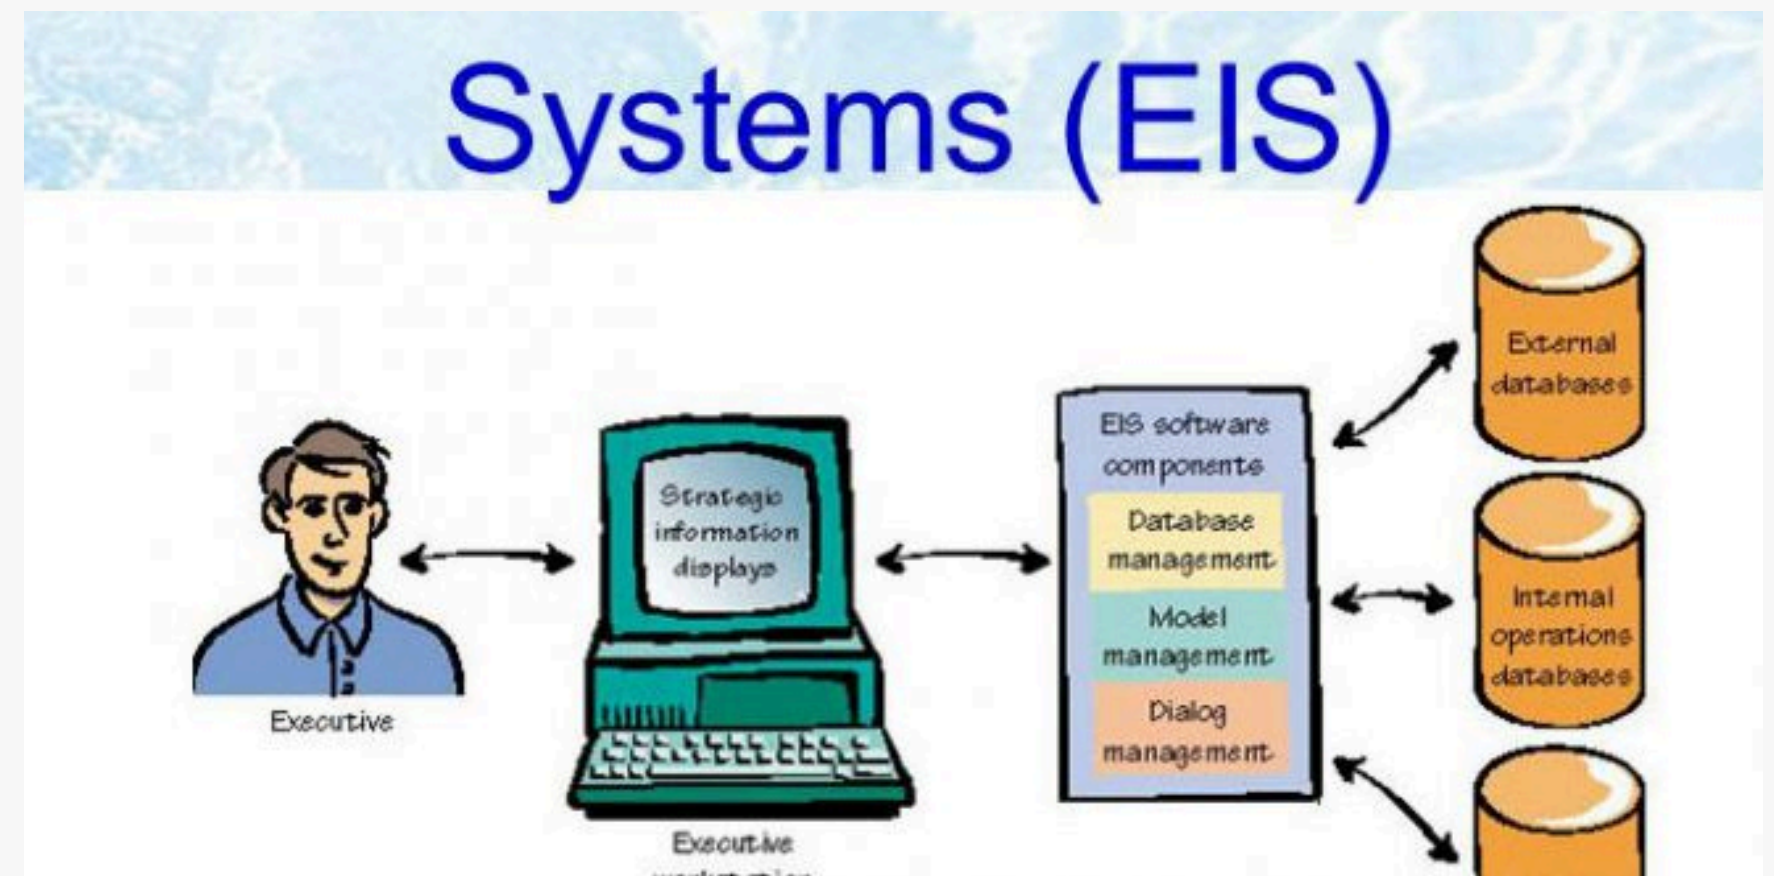 Systems (EIS)
External
databases
EIS software
components
Strategic
information
displays
Database
management
Internal
operations
databases
Model
management
Dialog
management
Executive
Executive